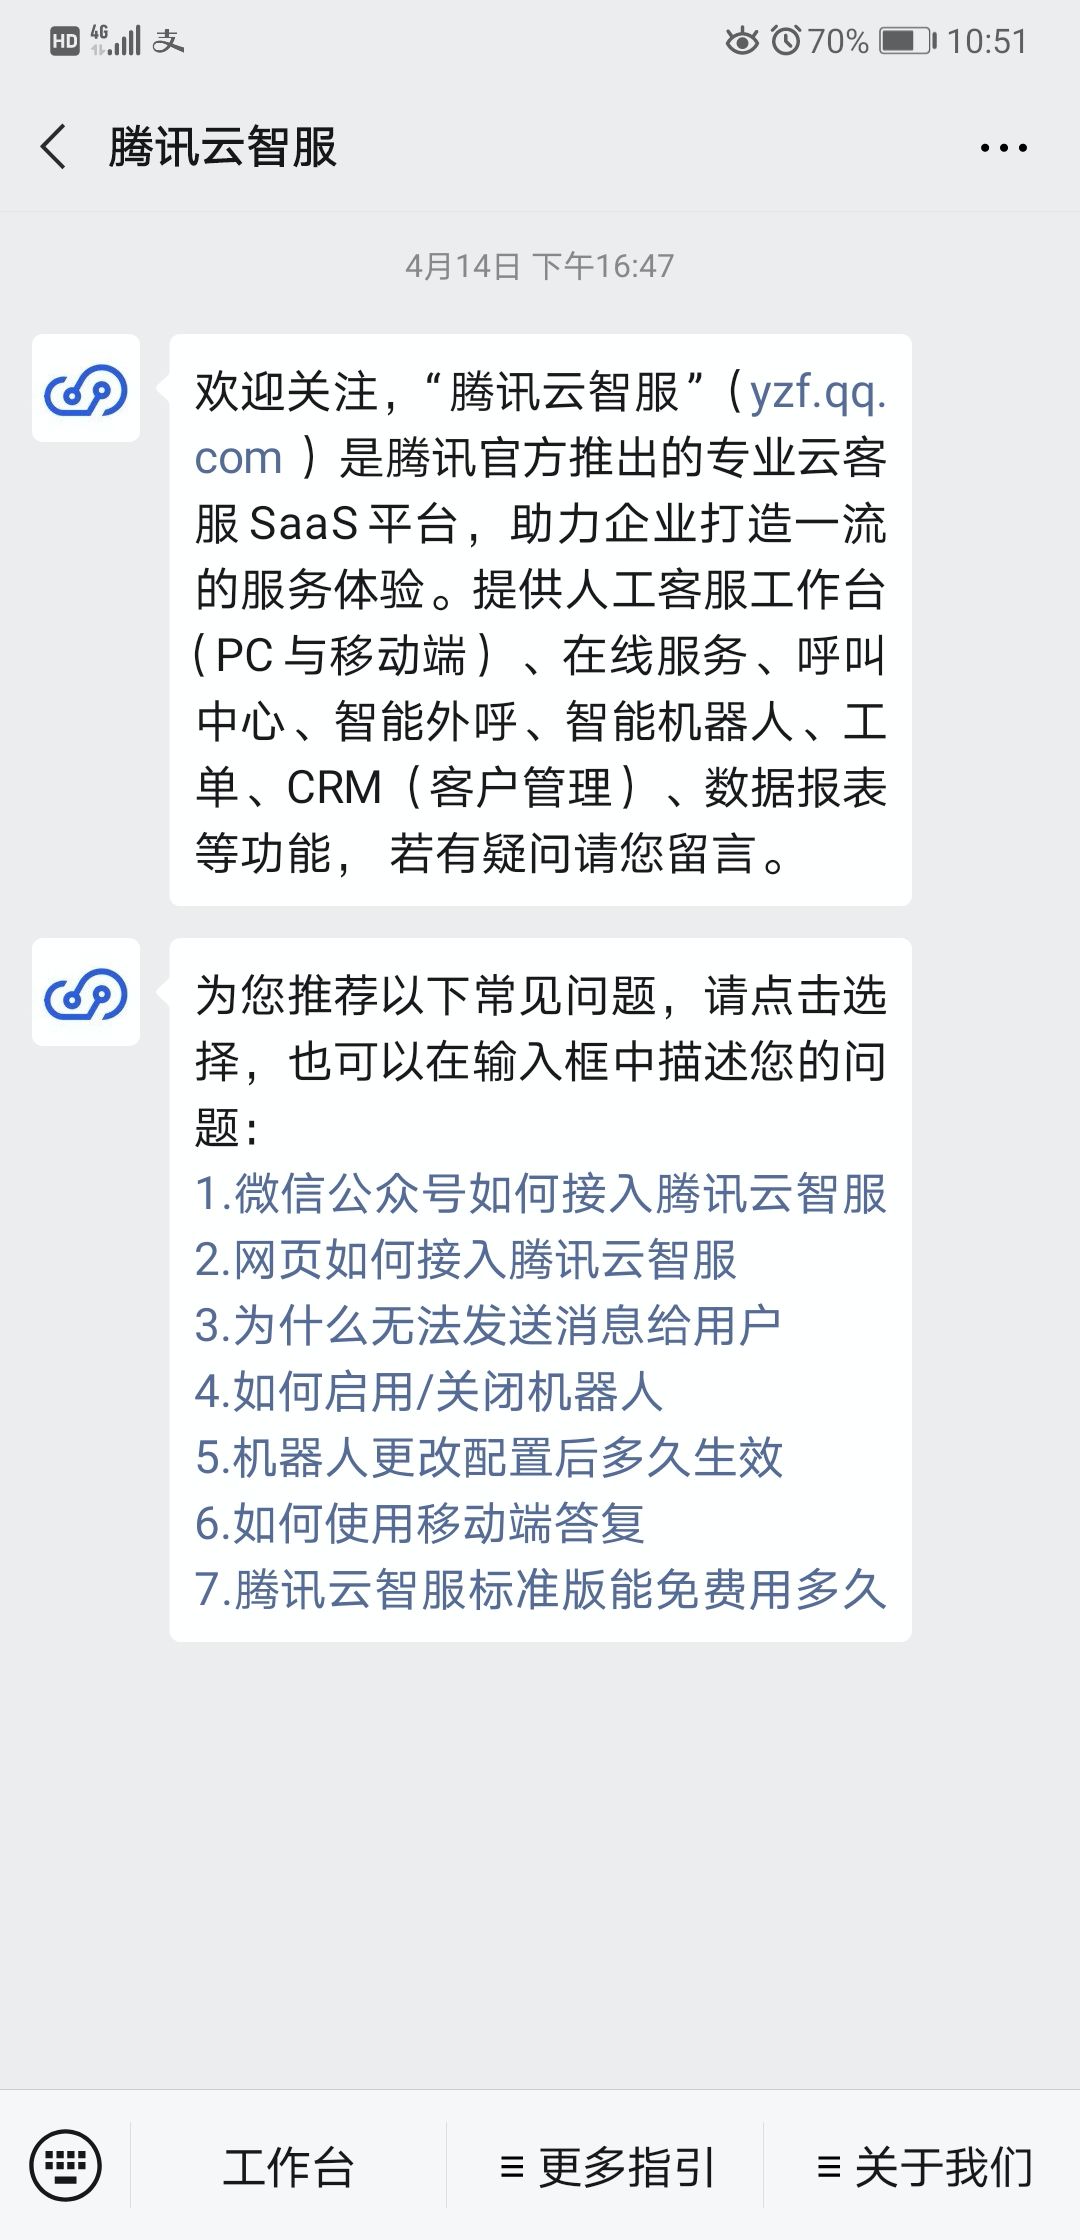 HD 4G 支 70% 10:51
腾讯云智服
4月14日 下午16:47
欢迎关注，“腾讯云智服”（yzf.qq.
com ）是腾讯官方推出的专业云客
服SaaS平台，助力企业打造一流
的服务体验。提供人工客服工作台
(PC与移动端）、在线服务、呼叫
中心、智能外呼、智能机器人、工
单、CRM（客户管理）、数据报表
等功能， 若有疑问请您留言。
为您推荐以下常见问题，请点击选
择，也可以在输入框中描述您的问
题：
1.微信公众号如何接入腾讯云智服
2.网页如何接入腾讯云智服
3.为什么无法发送消息给用户
4.如何启用/关闭机器人
5.机器人更改配置后多久生效
6.如何使用移动端答复
7.腾讯云智服标准版能免费用多久
工作台 更多指引 关于我们